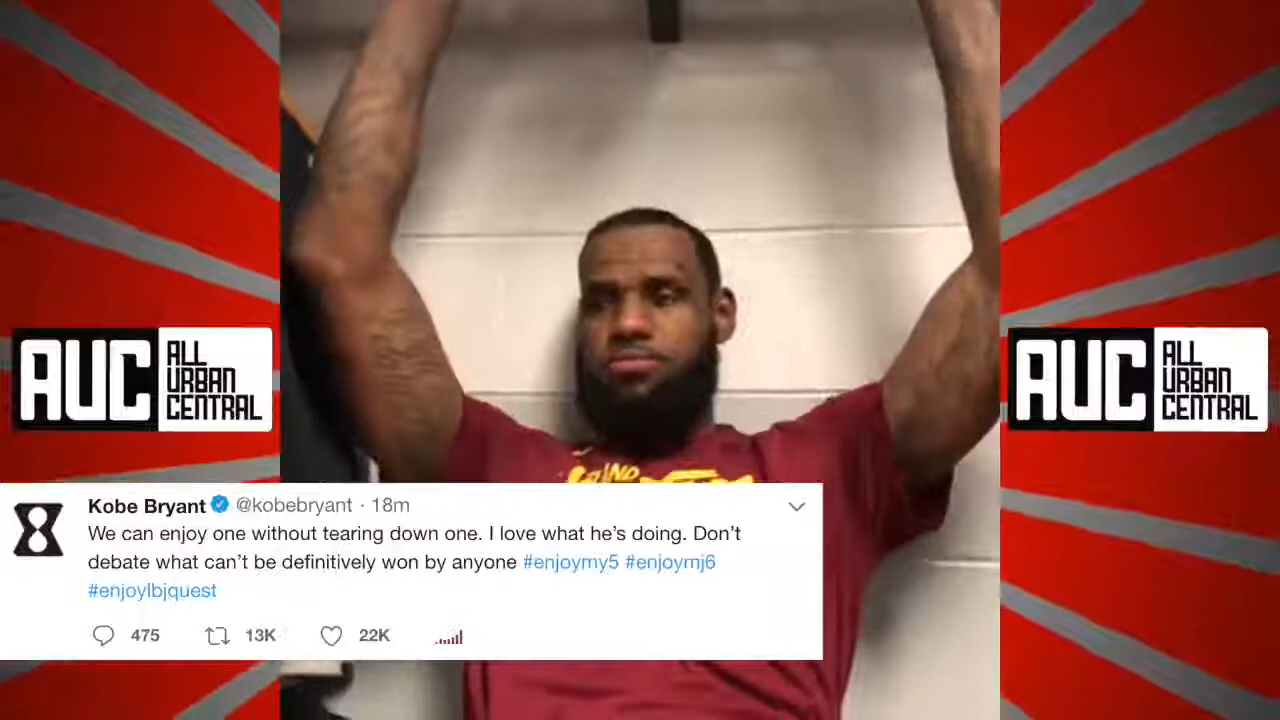 AUC
ALL
URBAN
CENTRAL
AUC
ALL
URBAN
CENTRAL
Kobe Bryant @kobebryant · 18m
We can enjoy one without tearing down one. I love what he's doing. Don't
debate what can't be definitively won by anyone #enjoymy5 #enjoymj6
#enjoylbjquest
475 13K 22K